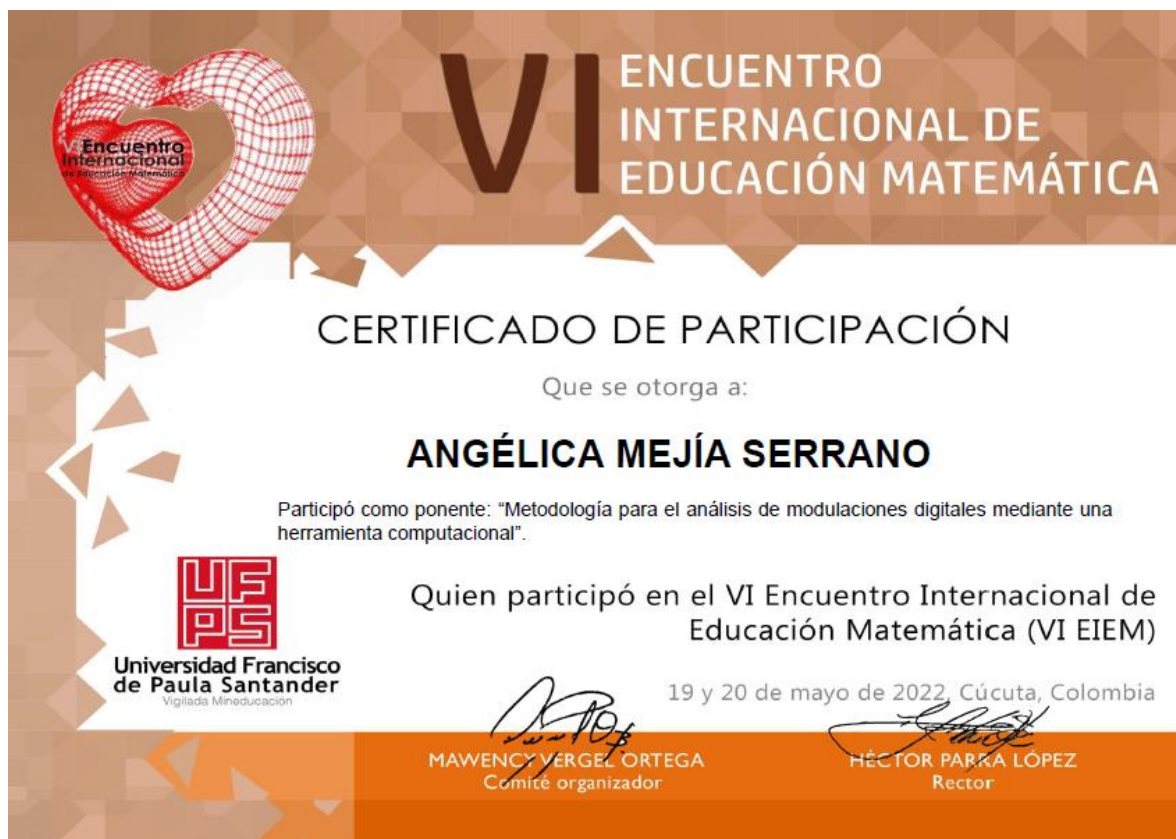 VI ENCUENTRO
INTERNACIONAL DE
EDUCACIÓN MATEMÁTICA
VI Encuentro
Internacional
de Educación Matemática
CERTIFICADO DE PARTICIPACIÓN
Que se otorga a:
ANGÉLICA MEJÍA SERRANO
Participó como ponente: “Metodología para el análisis de modulaciones digitales mediante una
herramienta computacional”.
UF
PS
Universidad Francisco
de Paula Santander
Vigilada Mineducación
Quien participó en el VI Encuentro Internacional de
Educación Matemática (VI EIEM)
19 y 20 de mayo de 2022, Cúcuta, Colombia
MAWENCY VERGEL ORTEGA
Comité organizador
HÉCTOR PARRA LÓPEZ
Rector